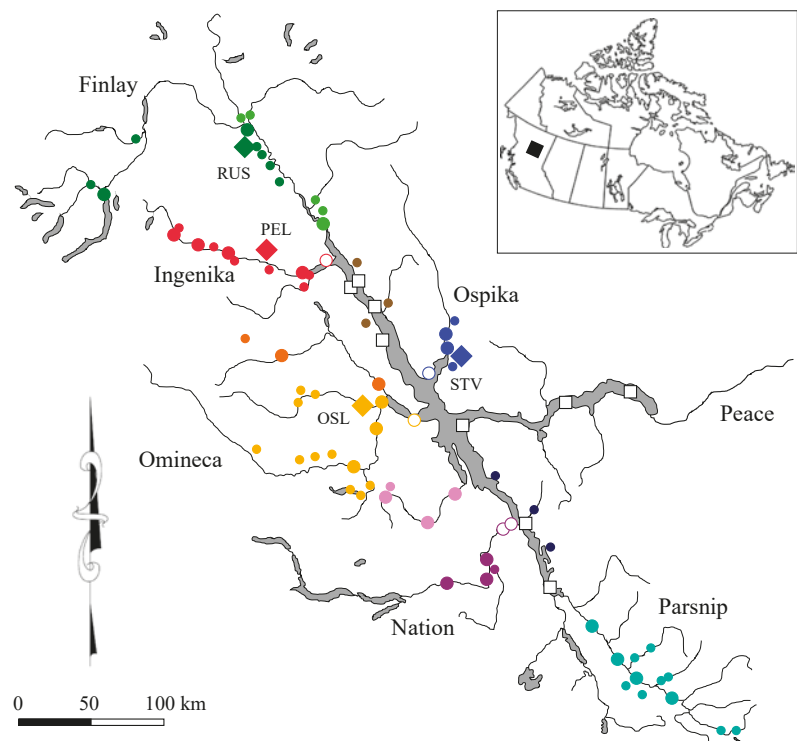 Finlay
RUS
PEL
Ingenika
Ospika
STV
OSL
Peace
Omineca
Nation
Parsnip
0 50 100 km